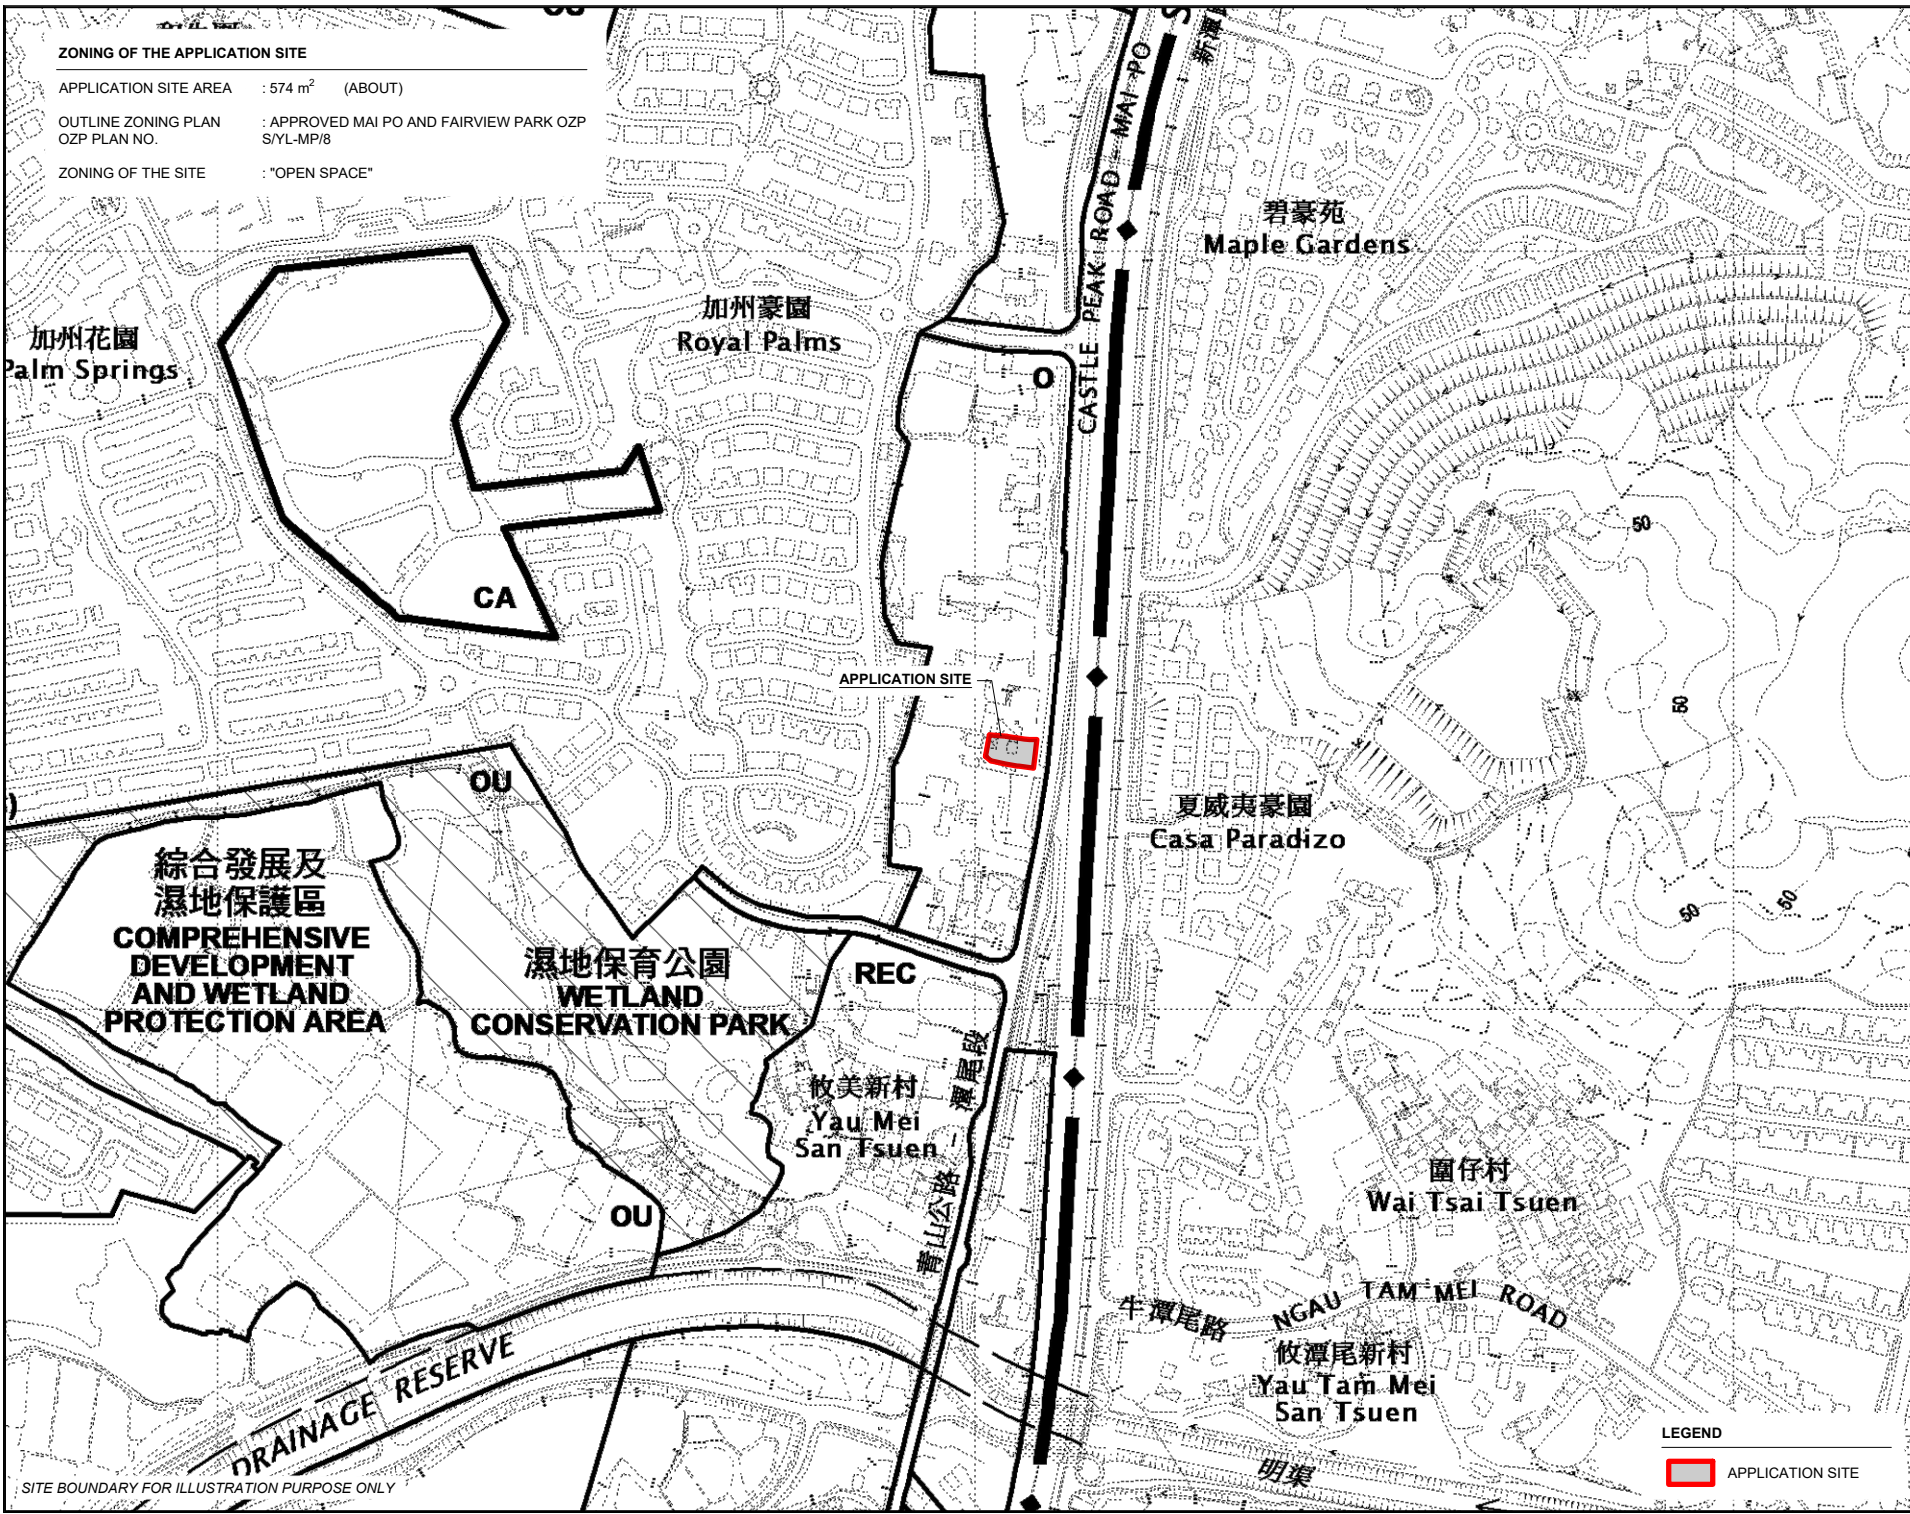 OU
ZONING OF THE APPLICATION SITE
APPLICATION SITE AREA : 574 m² (ABOUT)
OUTLINE ZONING PLAN : APPROVED MAI PO AND FAIRVIEW PARK OZP
OZP PLAN NO. S/YL-MP/8
ZONING OF THE SITE : "OPEN SPACE"
CASTLE PEAK ROAD - MAI PO
S
新潭
碧豪苑
Maple Gardens
加州花園
Palm Springs
加州豪園
Royal Palms
O
CA
50
50
50
50
APPLICATION SITE
OU
夏威夷豪園
Casa Paradizo
綜合發展及
濕地保護區
COMPREHENSIVE
DEVELOPMENT
AND WETLAND
PROTECTION AREA
濕地保育公園
WETLAND
CONSERVATION PARK
REC
攸美新村
Yau Mei
San Tsuen
青山公路 - 潭尾段
OU
圍仔村
Wai Tsai Tsuen
牛潭尾路 NGAU TAM MEI ROAD
攸潭尾新村
Yau Tam Mei
San Tsuen
DRAINAGE RESERVE
明渠
LEGEND
APPLICATION SITE
SITE BOUNDARY FOR ILLUSTRATION PURPOSE ONLY